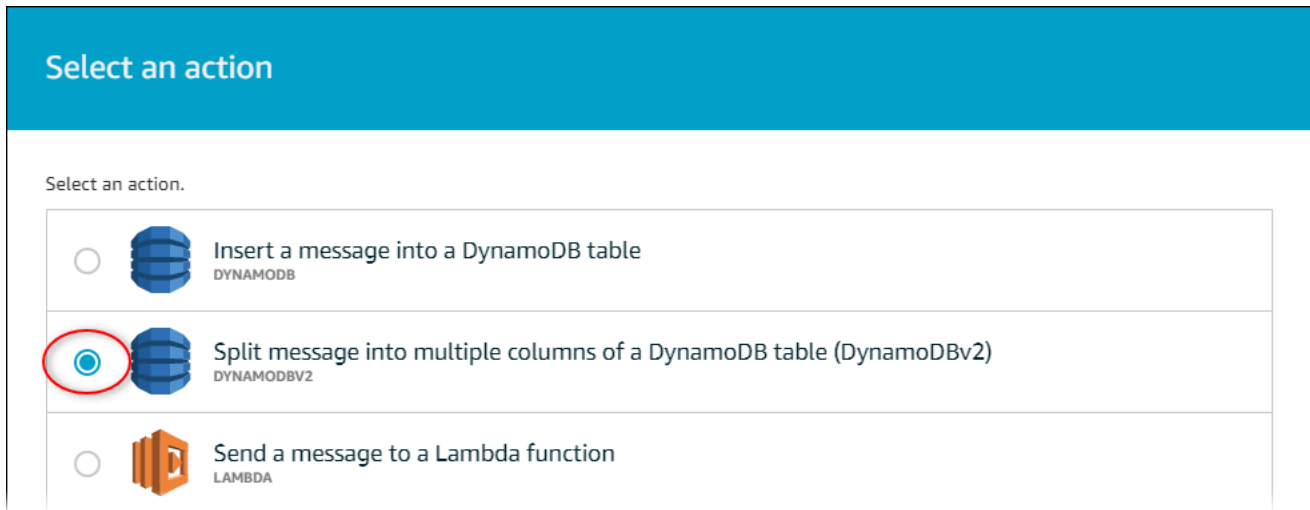 Select an action
Select an action.
Insert a message into a DynamoDB table
DYNAMODB
Split message into multiple columns of a DynamoDB table (DynamoDBv2)
DYNAMODBV2
Send a message to a Lambda function
LAMBDA